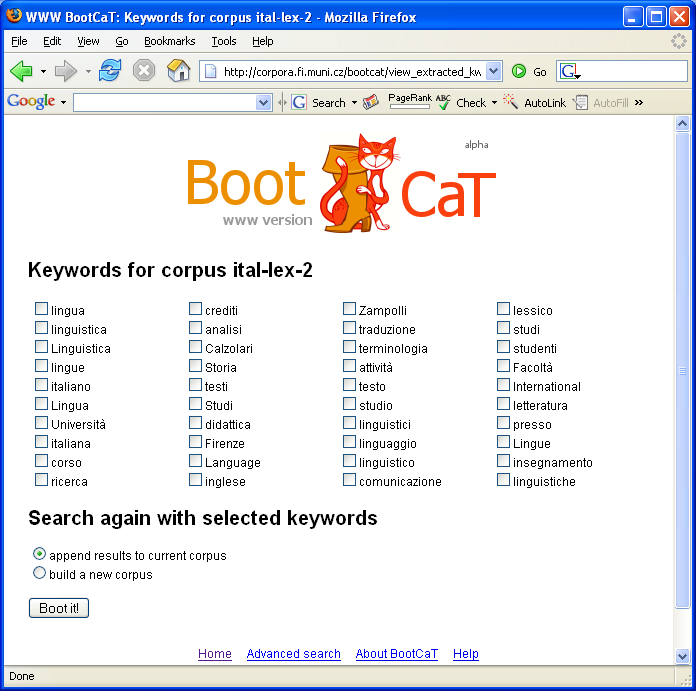 WWW BootCaT: Keywords for corpus ital-lex-2 - Mozilla Firefox
File Edit View Go Bookmarks Tools Help
http://corpora.fi.muni.cz/bootcat/view_extracted_kw Go G
Google G Search PageRank ABC Check AutoLink AutoFill »
alpha
Boot CaT
www version
Keywords for corpus ital-lex-2
lingua crediti Zampolli lessico
linguistica analisi traduzione studi
Linguistica Calzolari terminologia studenti
lingue Storia attività Facoltà
italiano testi testo International
Lingua Studi studio letteratura
Università didattica linguistici presso
italiana Firenze linguaggio Lingue
corso Language linguistico insegnamento
ricerca inglese comunicazione linguistiche
Search again with selected keywords
append results to current corpus
build a new corpus
Boot it!
Home Advanced search About BootCaT Help
Done